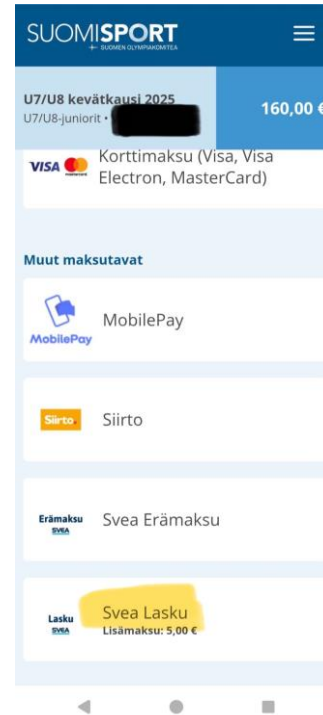 SUOMISPORT
SUOMEN OLYMPIAKOMITEA
U7/U8 kevätkausi 2025
U7/U8-juniorit •
160,00 €
VISA
Korttimaksu (Visa, Visa
Electron, MasterCard)
Muut maksutavat
MobilePay
MobilePay
Siirto
Siirto
Erämaksu
SVEA
Svea Erämaksu
Lasku
SVEA
Svea Lasku
Lisämaksu: 5,00 €